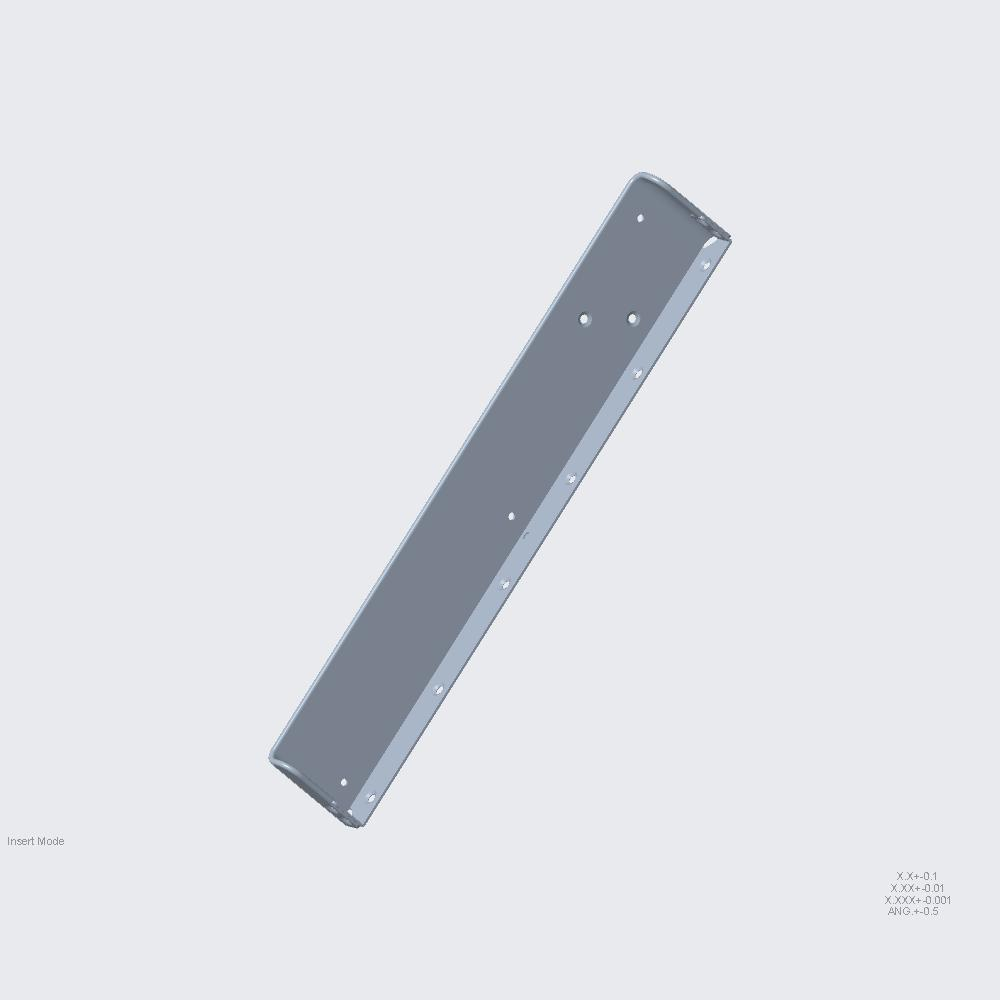 Insert Mode
X.X+-0.1
X.XX+-0.01
X.XXX+-0.001
ANG.+-0.5